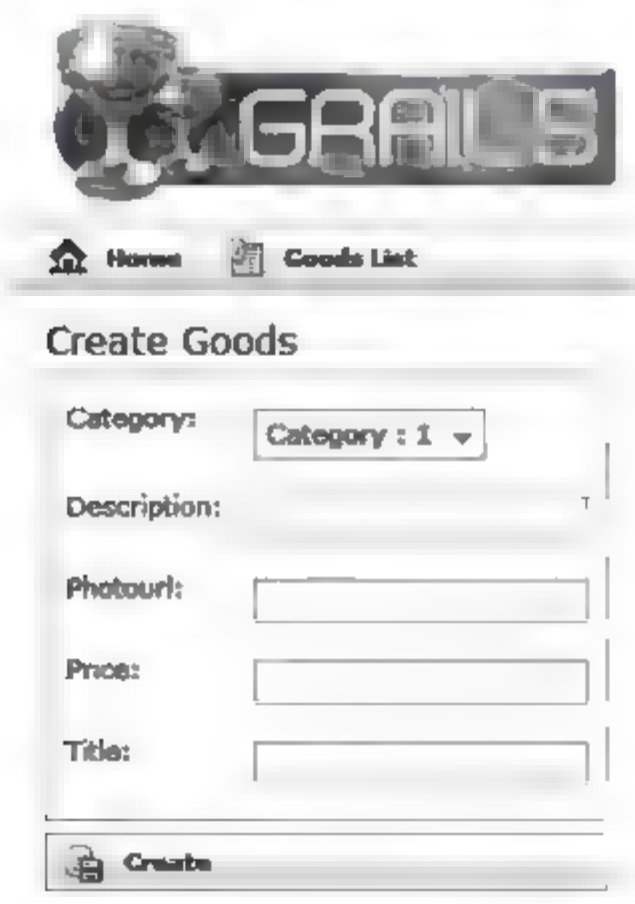 GRAILS
Home Goods List
Create Goods
Category: Category : 1
Description:
Photourl:
Price:
Title:
Create